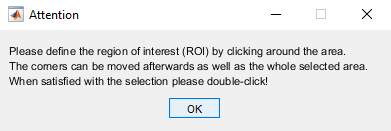 Attention
Please define the region of interest (ROI) by clicking around the area.
The corners can be moved afterwards as well as the whole selected area.
When satisfied with the selection please double-click!
OK